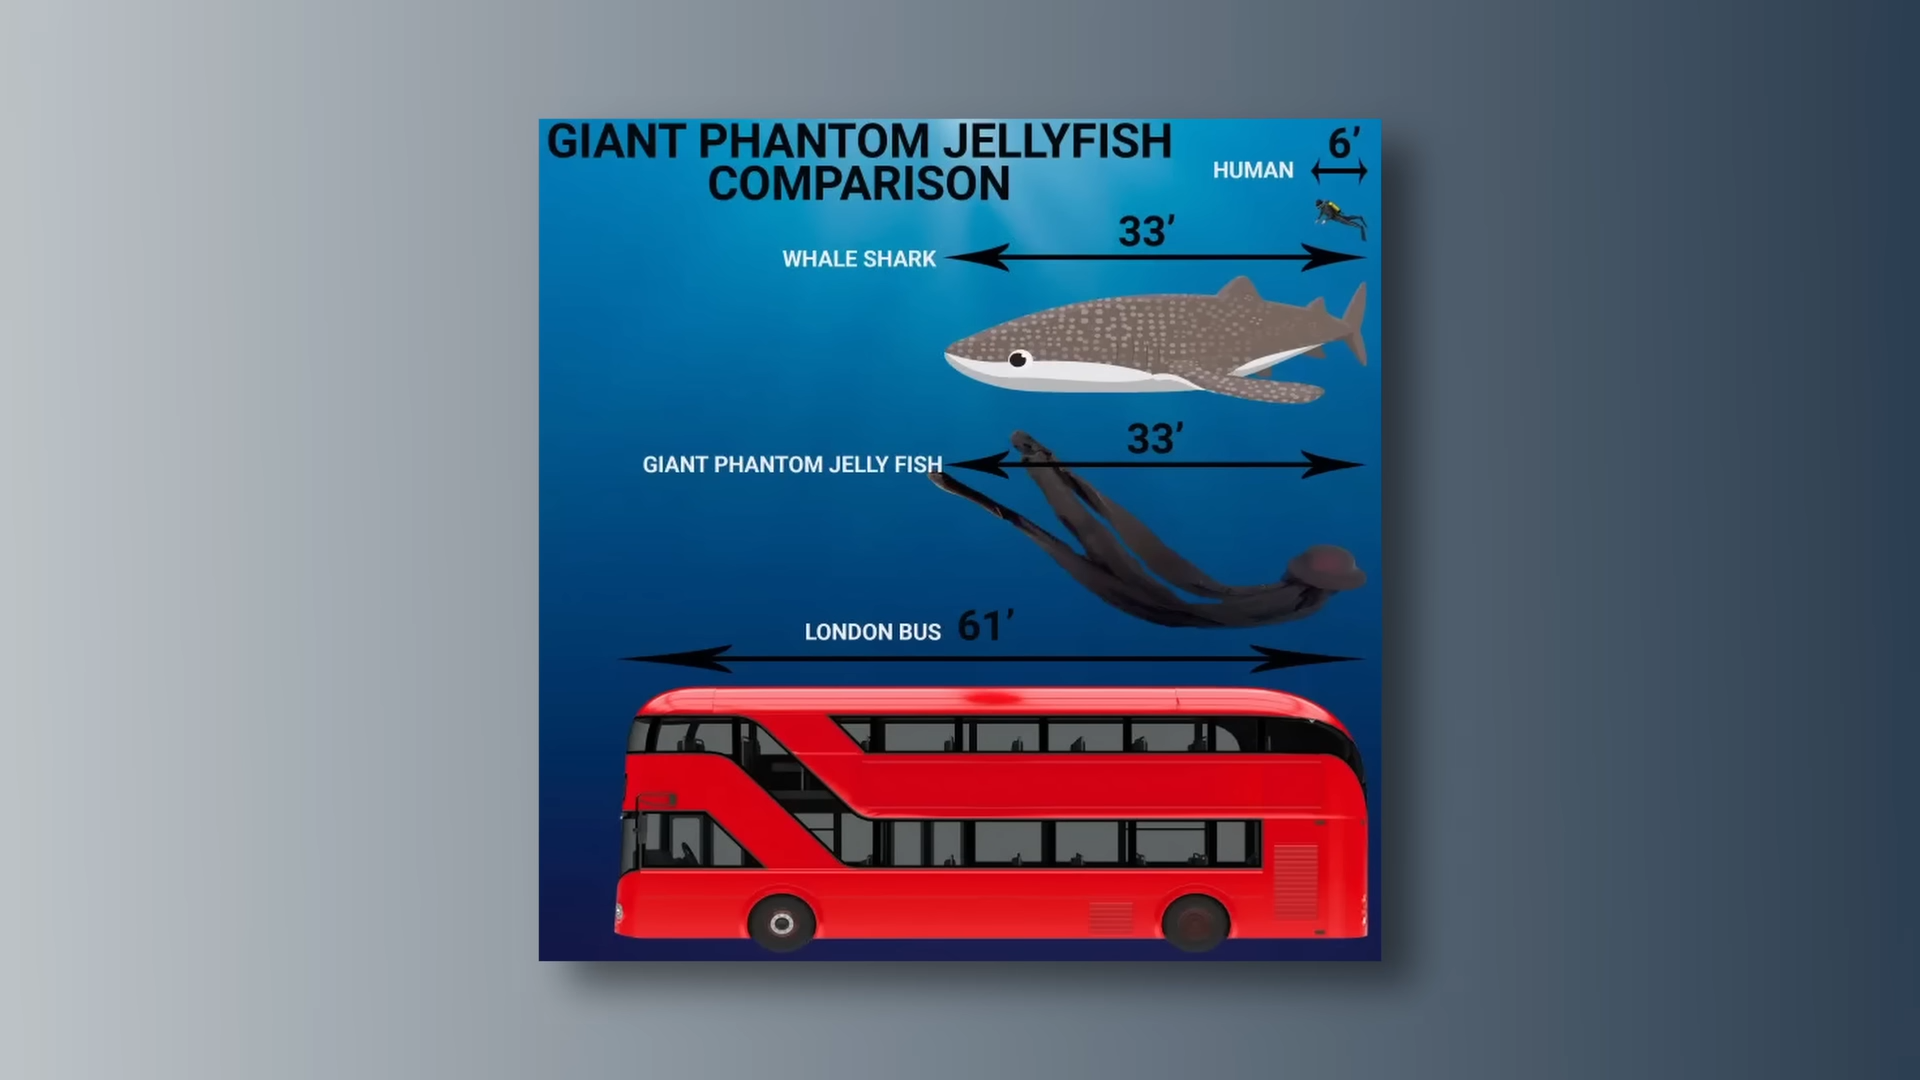 GIANT PHANTOM JELLYFISH
COMPARISON
6’
HUMAN
33’
WHALE SHARK
33’
GIANT PHANTOM JELLY FISH
LONDON BUS 61’